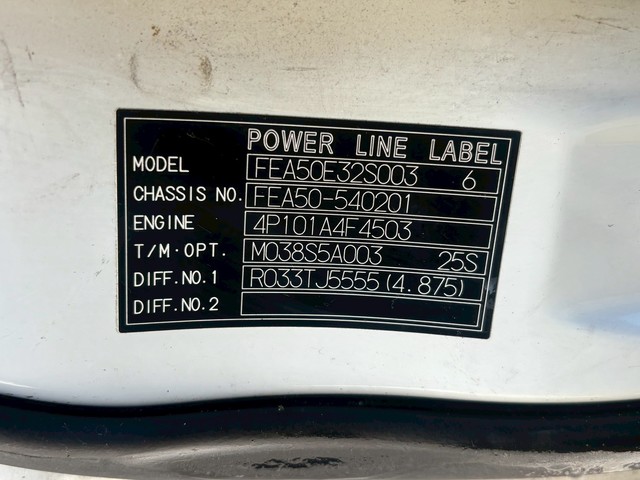 POWER LINE LABEL
MODEL FEA50E32S003 6
CHASSIS NO. FEA50-540201
ENGINE 4P101A4F4503
T/M·OPT. M038S5A003 25S
DIFF.NO.1 R033TJ5555(4.875)
DIFF.NO.2